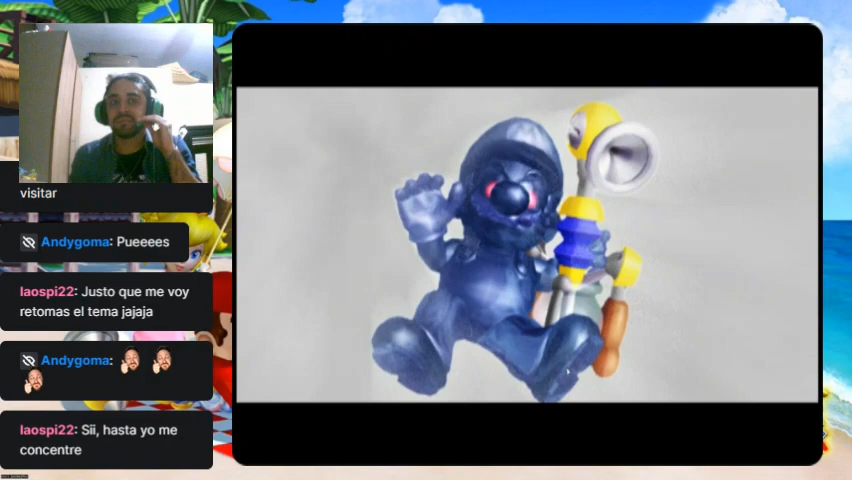 visitar
Andygoma: Pueeees
laospi22: Justo que me voy
retomas el tema jajaja
Andygoma:
laospi22: Sii, hasta yo me
concentre